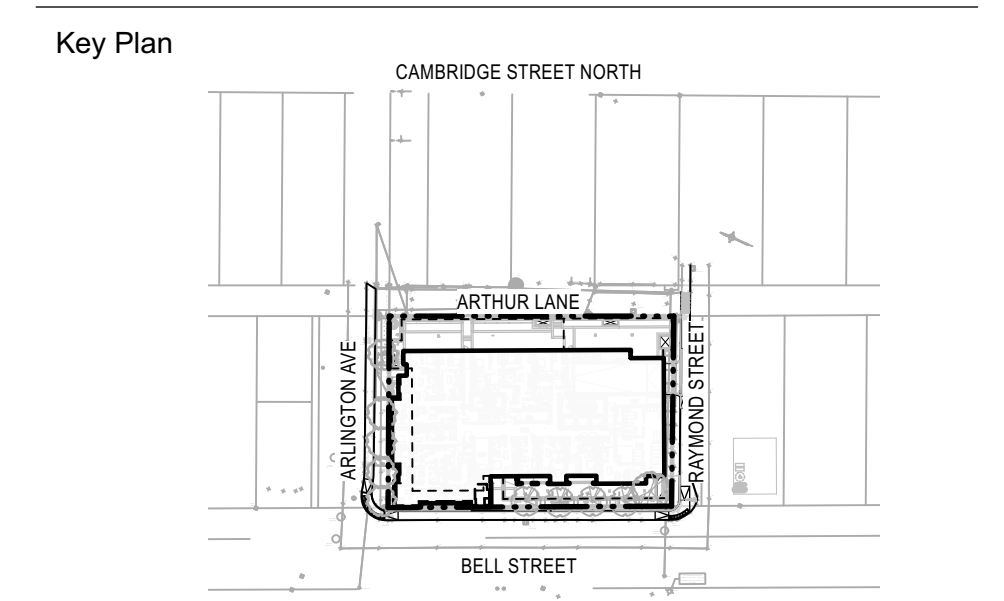 Key Plan
CAMBRIDGE STREET NORTH
ARTHUR LANE
ARLINGTON AVE
RAYMOND STREET
BELL STREET